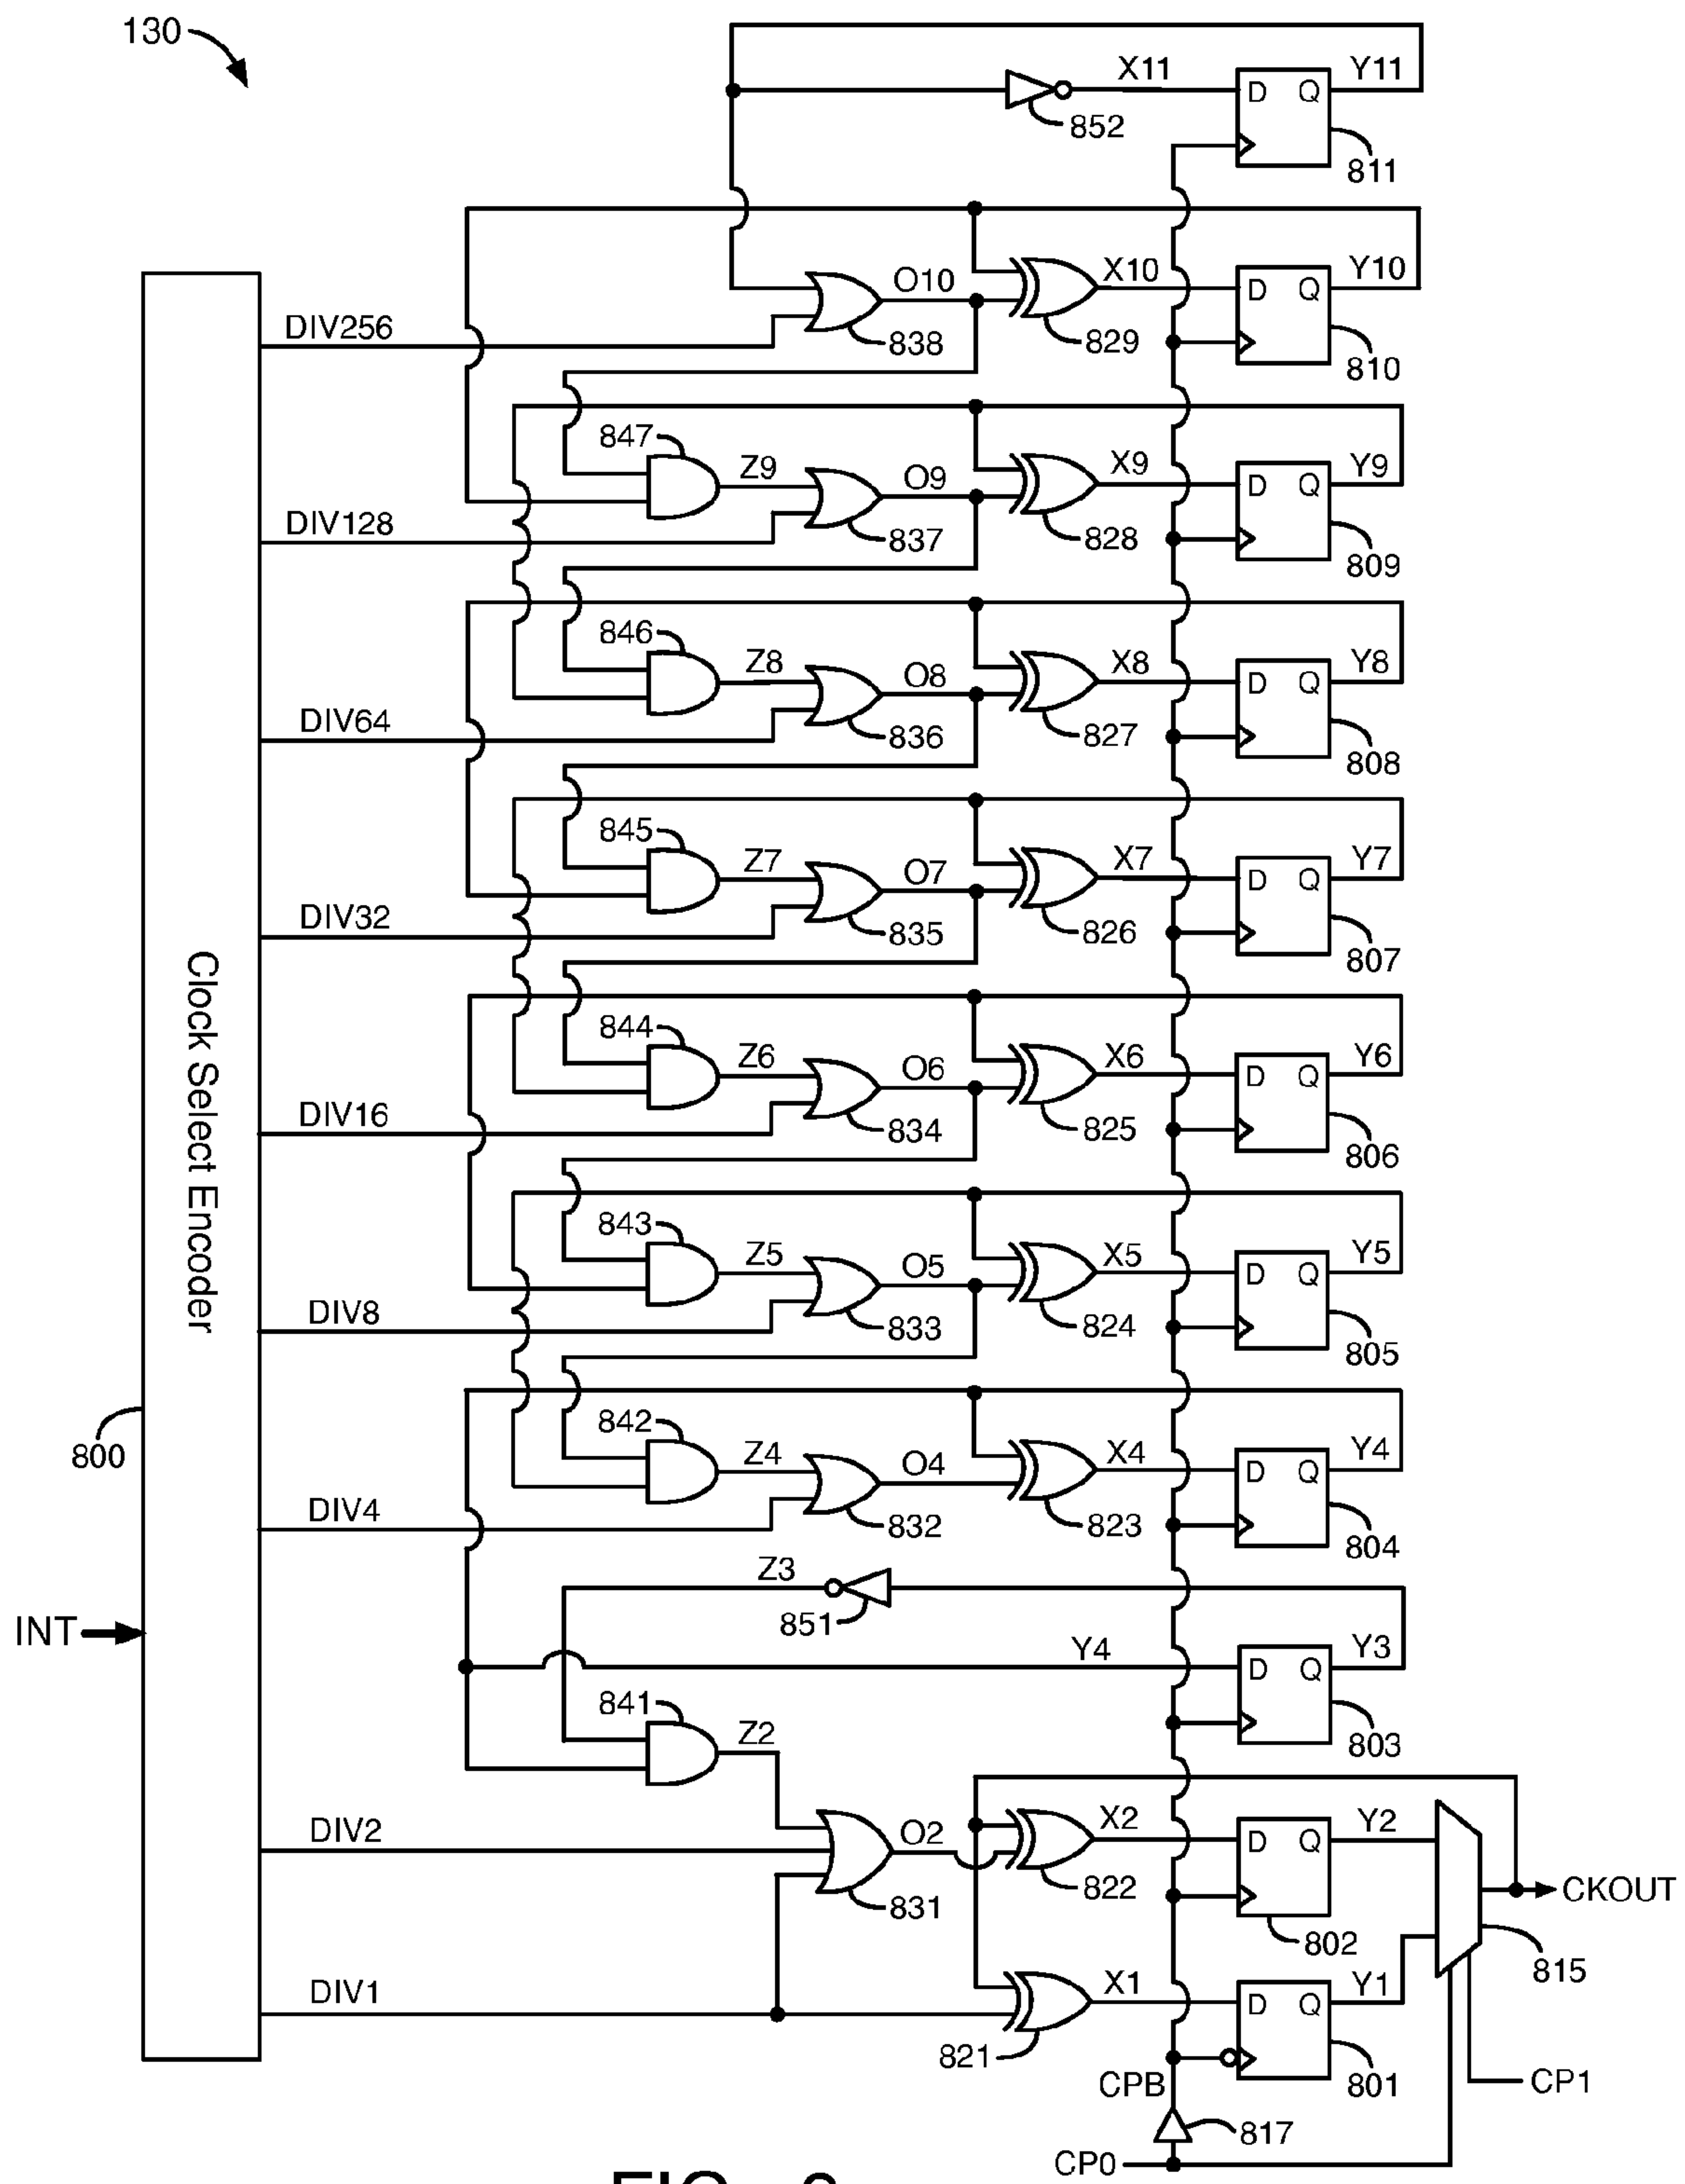 130
X11
Y11
D Q
852
811
O10
X10
Y10
D Q
DIV256
838
829
810
847
Z9
O9
X9
Y9
D Q
DIV128
837
828
809
846
Z8
O8
X8
Y8
D Q
DIV64
836
827
808
845
Z7
O7
X7
Y7
D Q
DIV32
835
826
807
Clock Select Encoder
844
Z6
O6
X6
Y6
D Q
DIV16
834
825
806
843
Z5
O5
X5
Y5
D Q
DIV8
833
824
805
800
842
Z4
O4
X4
Y4
D Q
DIV4
832
823
804
Z3
851
INT
Y4
D Q
Y3
803
841
Z2
DIV2
O2
X2
D Q
Y2
822
831
802
CKOUT
815
DIV1
X1
D Q
Y1
821
801
CPB
CP1
817
CP0